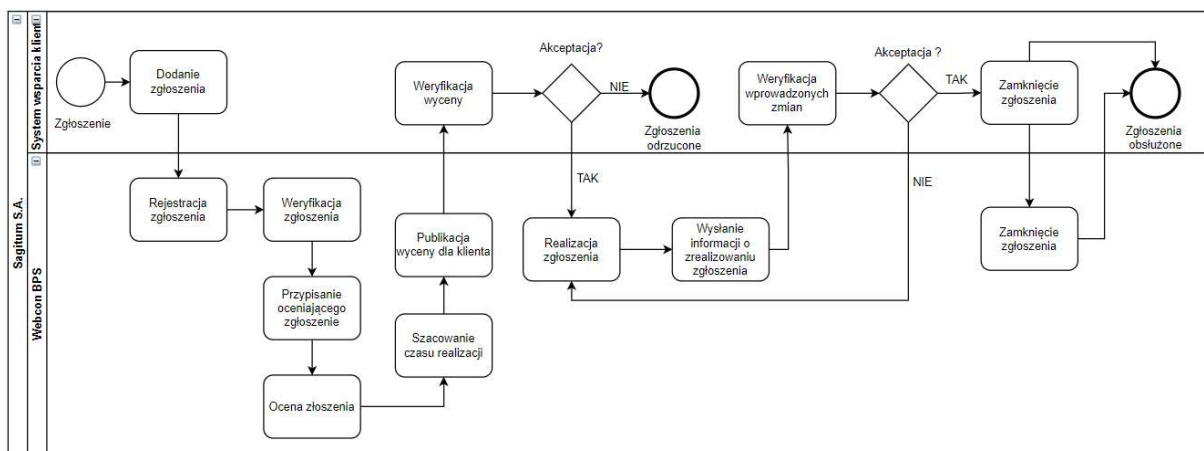 Sagitum S.A.
System wsparcia klien
Webcon BPS
Zgłoszenie
Dodanie
zgłoszenia
Rejestracja
zgłoszenia
Weryfikacja
zgłoszenia
Przypisanie
oceniającego
zgłoszenie
Ocena złoszenia
Szacowanie
czasu realizacji
Publikacja
wyceny dla klienta
Weryfikacja
wyceny
Akceptacja?
NIE
Zgłoszenia
odrzucone
TAK
Realizacja
zgłoszenia
Wysłanie
informacji o
zrealizowaniu
zgłoszenia
Weryfikacja
wprowadzonych
zmian
Akceptacja ?
TAK
NIE
Zamknięcie
zgłoszenia
Zamknięcie
zgłoszenia
Zgłoszenia
obsłużone